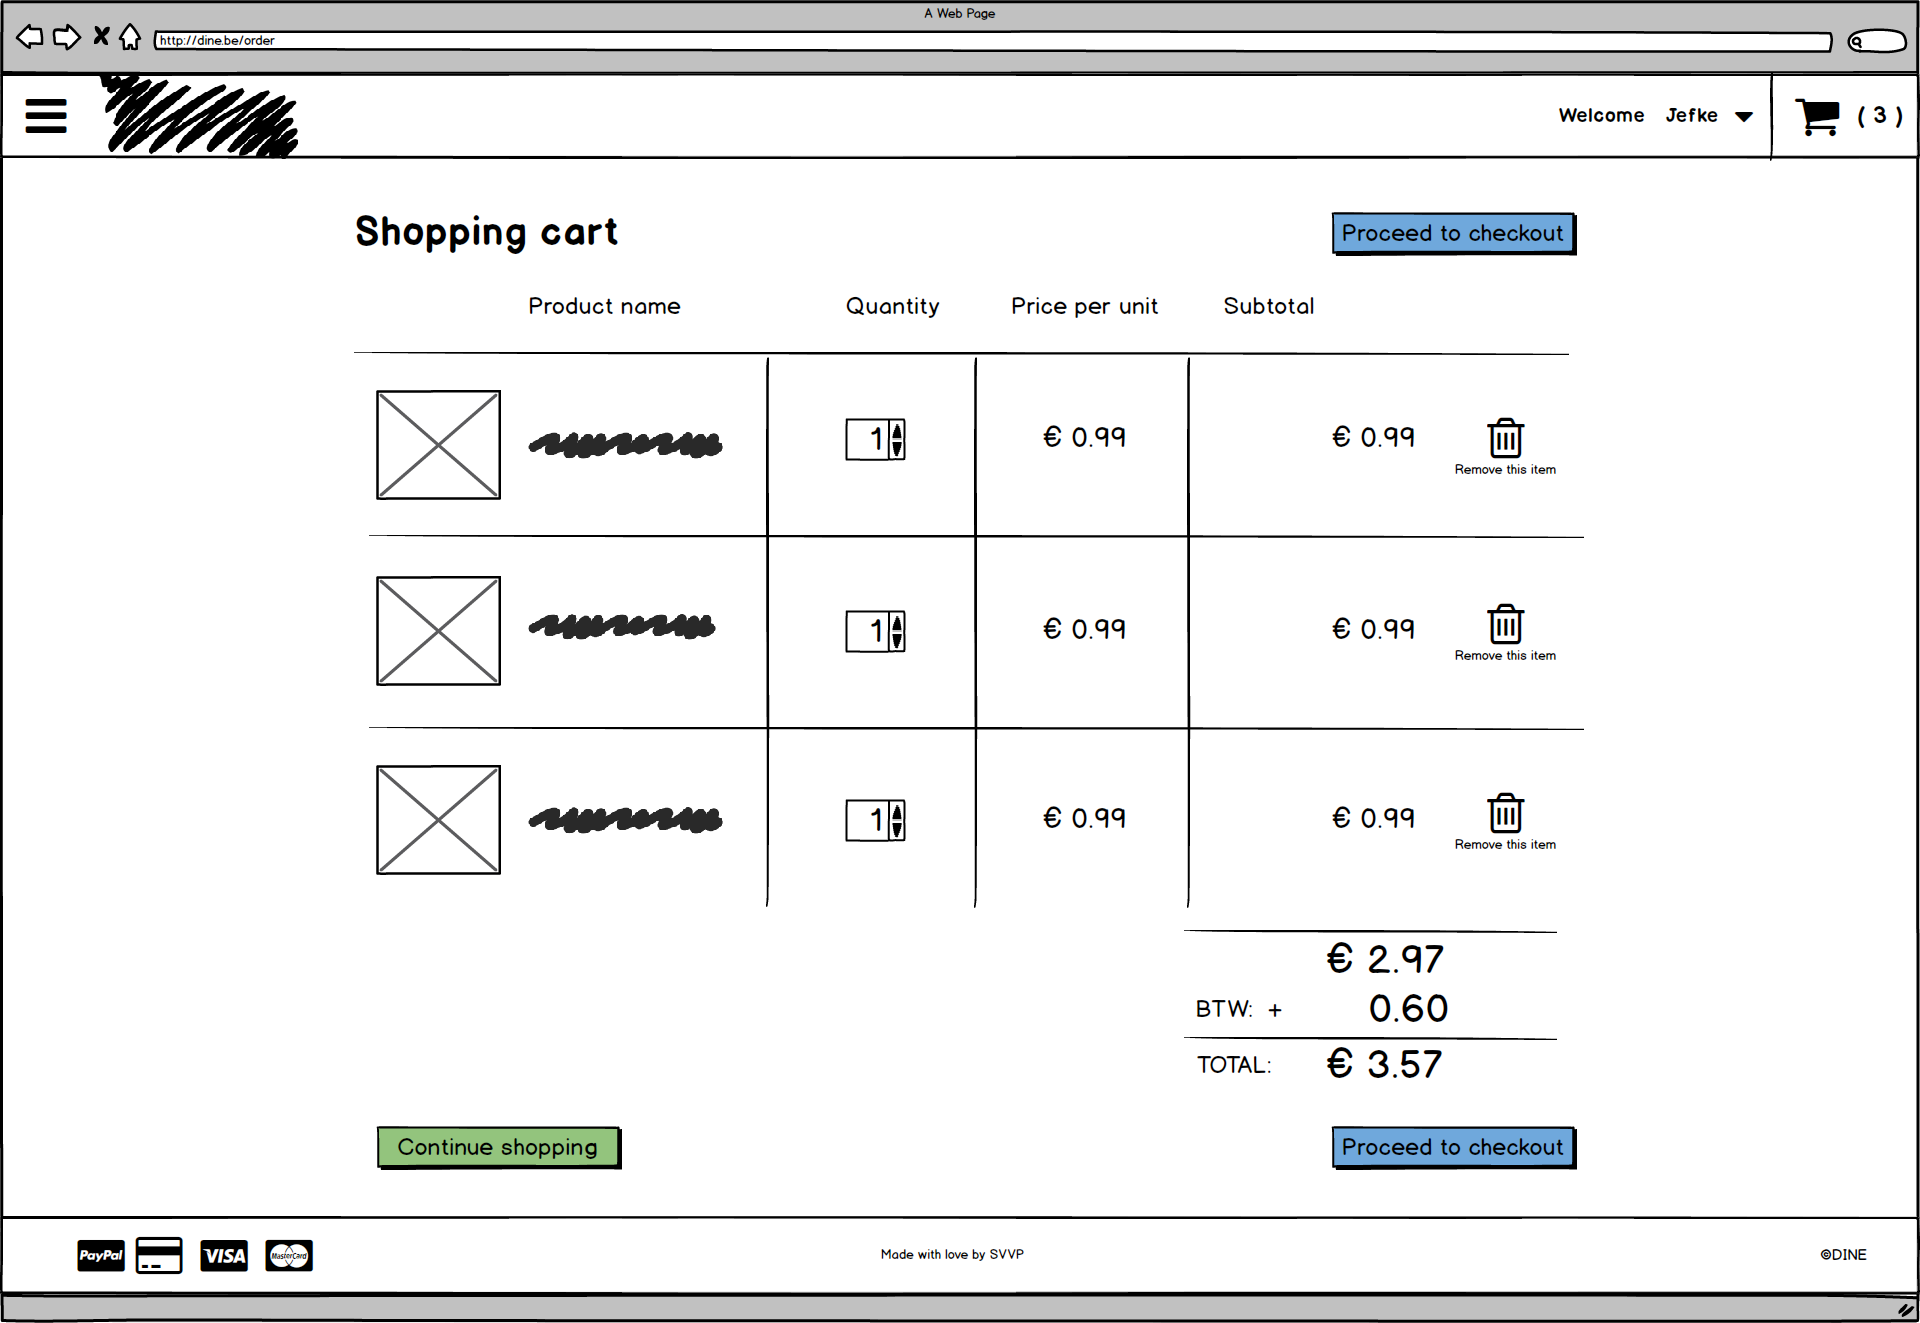 A Web Page
http://dine.be/order
Welcome Jefke ( 3 )
Shopping cart
Proceed to checkout
Product name Quantity Price per unit Subtotal
1 € 0.99 € 0.99
Remove this item
1 € 0.99 € 0.99
Remove this item
1 € 0.99 € 0.99
Remove this item
€ 2.97
BTW: + 0.60
TOTAL: € 3.57
Continue shopping
Proceed to checkout
PayPal VISA MasterCard
Made with love by SVVP
©DINE